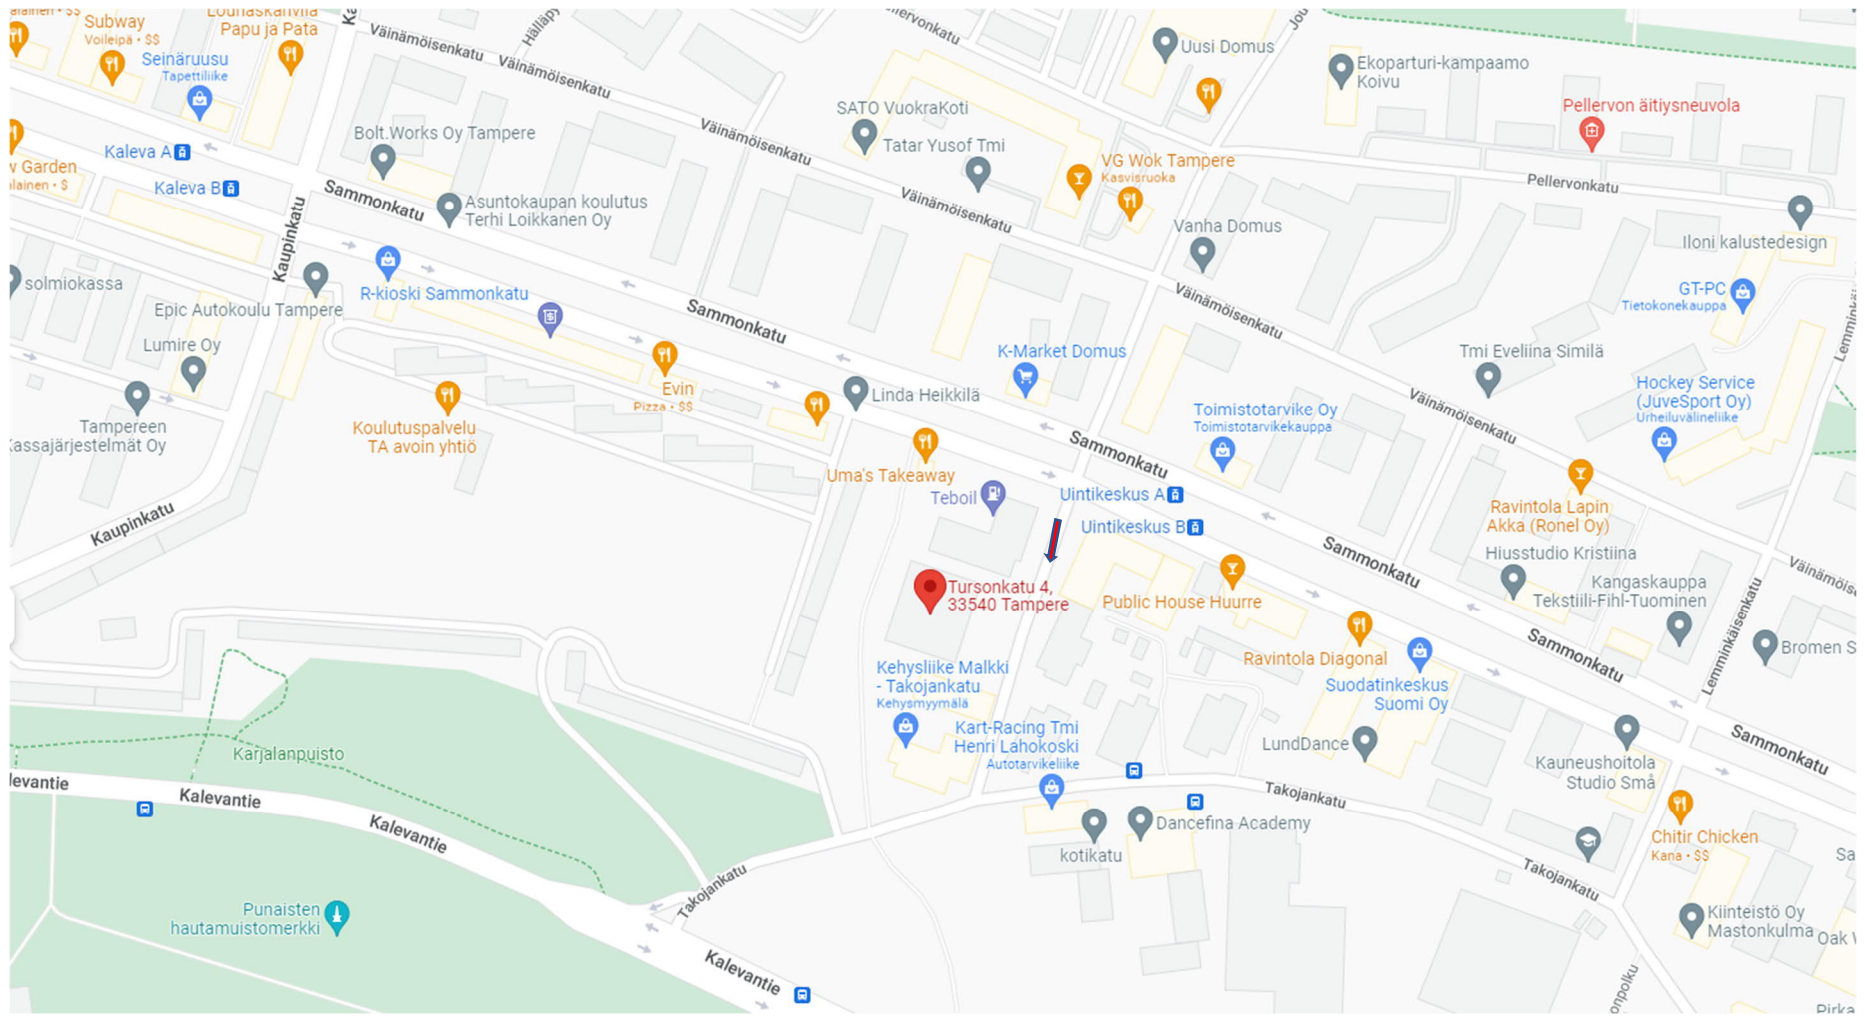 Subway
Voileipä • $$
Lounaskahvila
Papu ja Pata
Seinäruusu
Tapettiliike
Väinämöisenkatu
Väinämöisenkatu
Uusi Domus
Ekoparturi-kampaamo
Koivu
Pellervon äitiysneuvola
SATO VuokraKoti
Bolt.Works Oy Tampere
Väinämöisenkatu
Tatar Yusof Tmi
Kaleva A
Garden
VG Wok Tampere
Kasvisruoka
Kaleva B
Sammonkatu
Pellervonkatu
Väinämöisenkatu
Asuntokaupan koulutus
Terhi Loikkanen Oy
Vanha Domus
Iloni kalustedesign
Kaupinkatu
solmiokassa
R-kioski Sammonkatu
Epic Autokoulu Tampere
GT-PC
Tietokonekauppa
Väinämöisenkatu
Sammonkatu
Lumire Oy
K-Market Domus
Tmi Eveliina Similä
Evin
Pizza • $$
Linda Heikkilä
Hockey Service
(JuveSport Oy)
Urheiluvälineliike
Toimistotarvike Oy
Toimistotarvikekauppa
Väinämöisenkatu
Tampereen
Kassajärjestelmät Oy
Koulutuspalvelu
TA avoin yhtiö
Sammonkatu
Uma's Takeaway
Teboil
Uintikeskus A
Uintikeskus B
Ravintola Lapin
Akka (Ronel Oy)
Kaupinkatu
Sammonkatu
Hiusstudio Kristiina
Kangaskauppa
Tekstiili-Fihl-Tuominen
Tursonkatu 4,
33540 Tampere
Public House Huurre
Lemminkäisenkatu
Sammonkatu
Bromen S
Ravintola Diagonal
Suodatinkeskus
Suomi Oy
Kehysliike Malkki
- Takojankatu
Kehysmyymälä
Kart-Racing Tmi
Henri Lahokoski
Autotarvikeliike
LundDance
Sammonkatu
Karjalanpuisto
Kauneushoitola
Studio Små
levantie
Kalevantie
Takojankatu
Kalevantie
Dancefina Academy
kotikatu
Chitir Chicken
Kana • $$
Takojankatu
Takojankatu
Punaisten
hautamuistomerkki
Kiinteistö Oy
Mastonkulma
Oak
Kalevantie